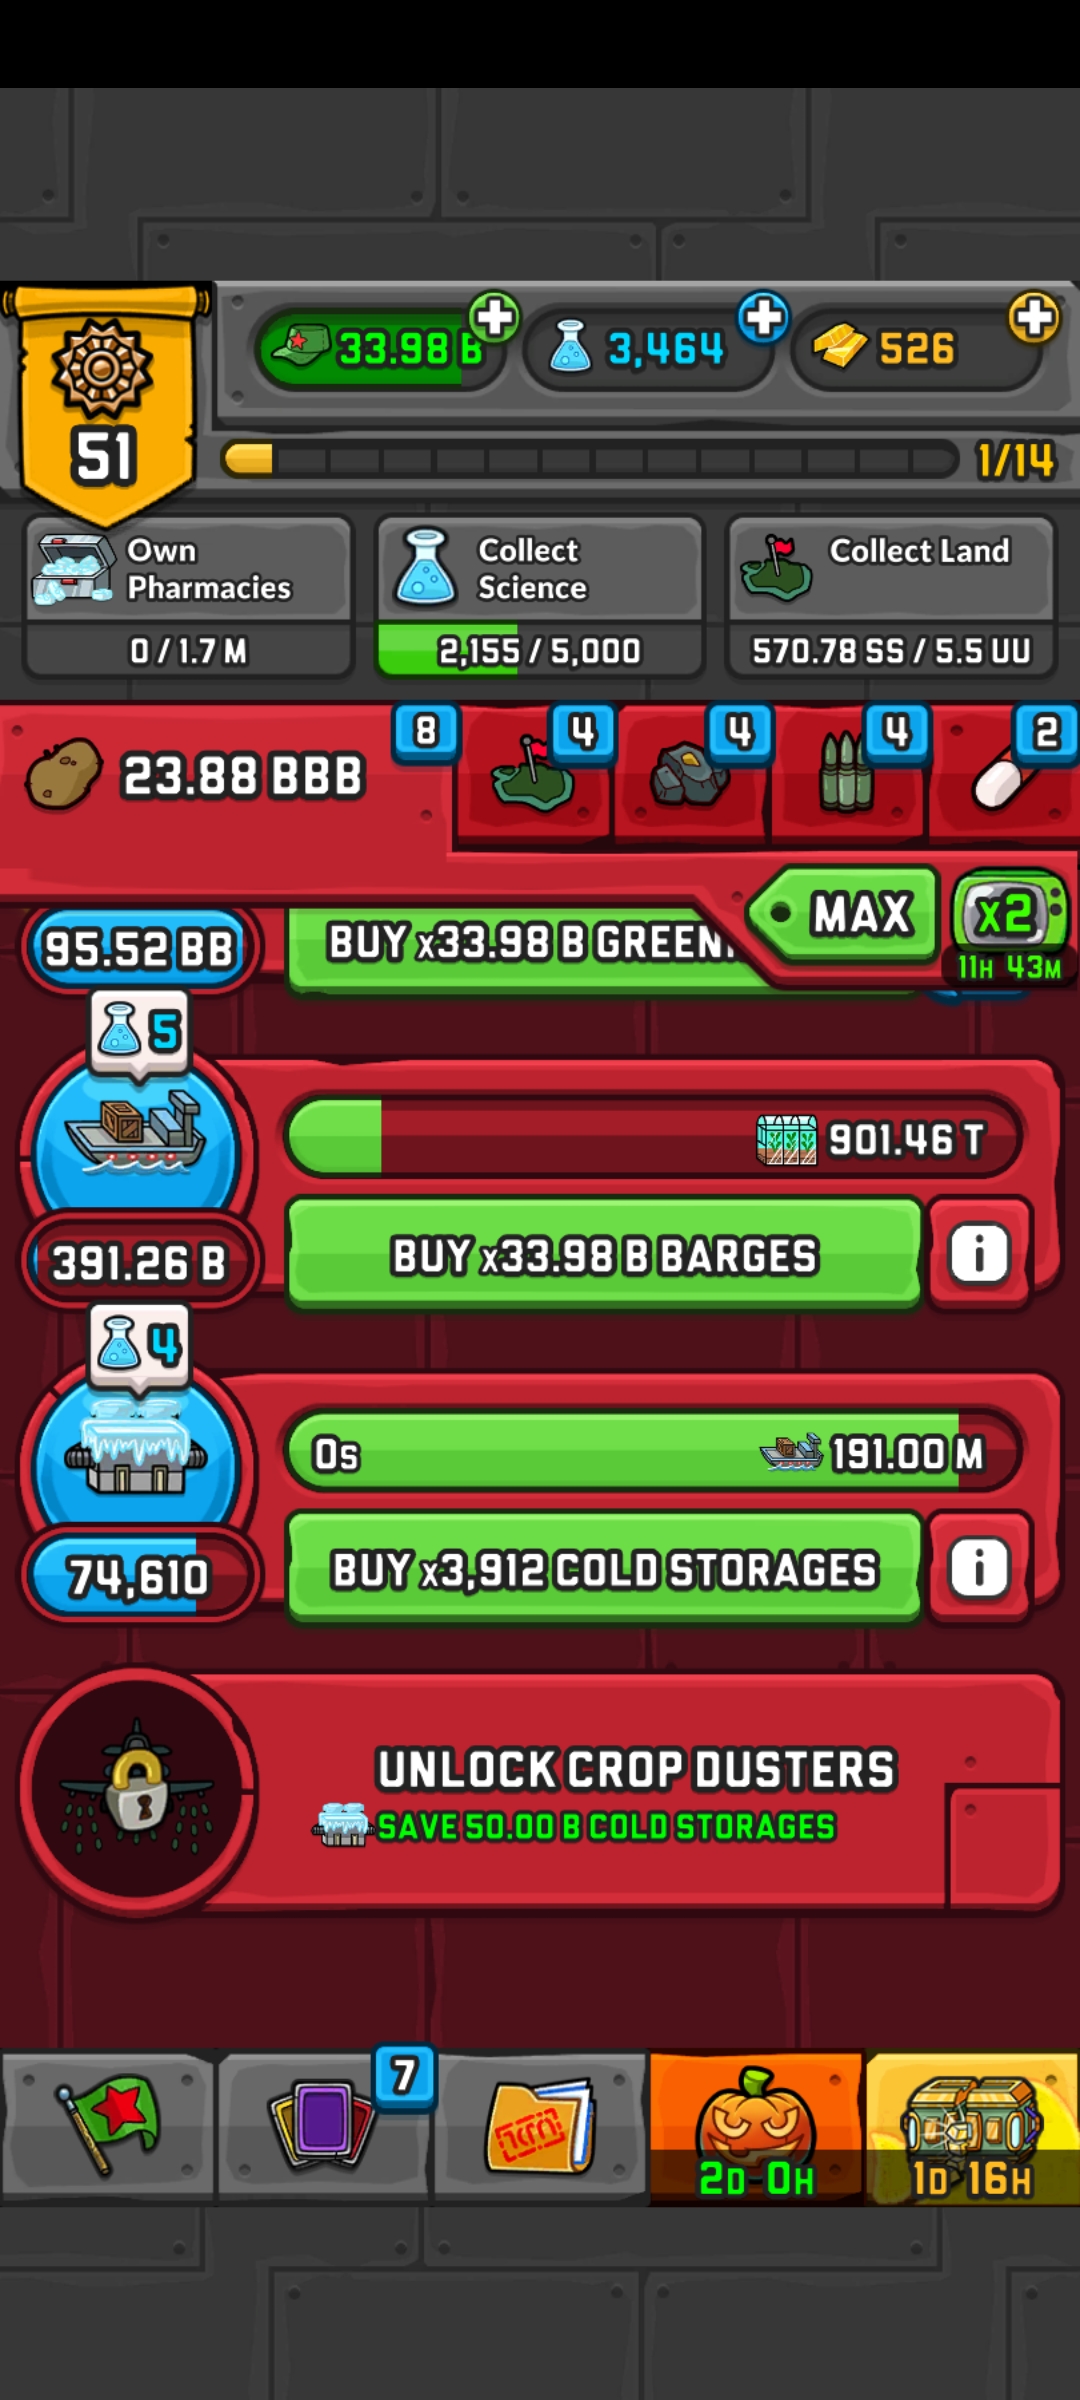 33.98 B
3,464
526
51
1/14
Own
Pharmacies
0 / 1.7 M
Collect
Science
2,155 / 5,000
Collect Land
570.78 SS / 5.5 UU
23.88 BBB
8
4
4
4
2
MAX
x2
11H 43M
95.52 BB
BUY x33.98 B GREEN
5
901.46 T
391.26 B
BUY x33.98 B BARGES
i
4
0s
191.00 M
74,610
BUY x3,912 COLD STORAGES
i
UNLOCK CROP DUSTERS
SAVE 50.00 B COLD STORAGES
7
2D 0H
1D 16H